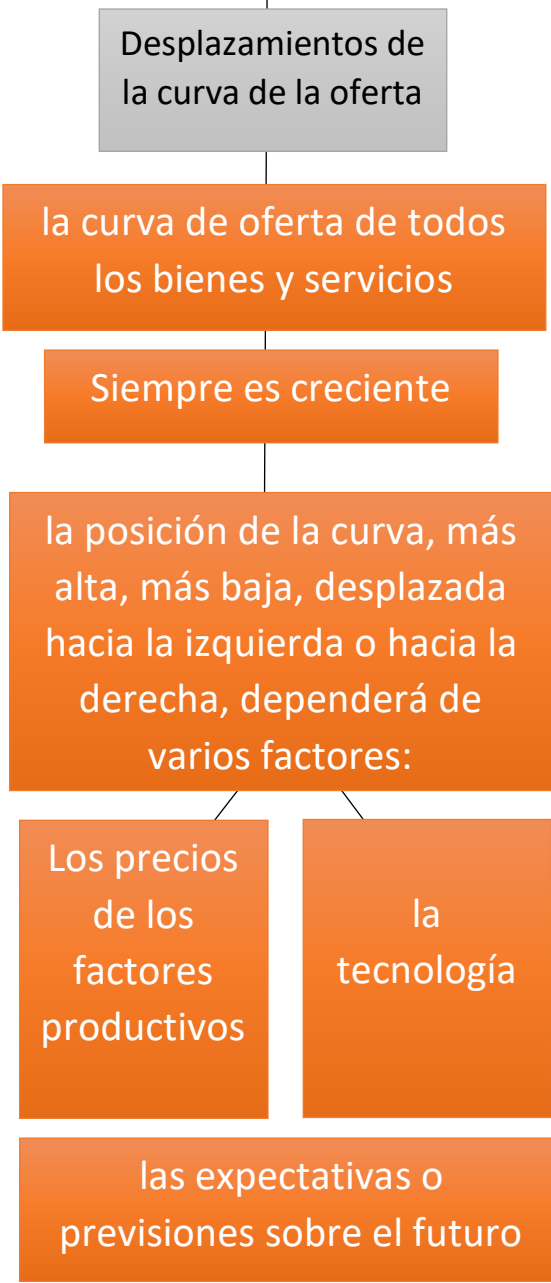 Desplazamientos de
la curva de la oferta
la curva de oferta de todos
los bienes y servicios
Siempre es creciente
la posición de la curva, más
alta, más baja, desplazada
hacia la izquierda o hacia la
derecha, dependerá de
varios factores:
Los precios
de los
factores
productivos
la
tecnología
las expectativas o
previsiones sobre el futuro